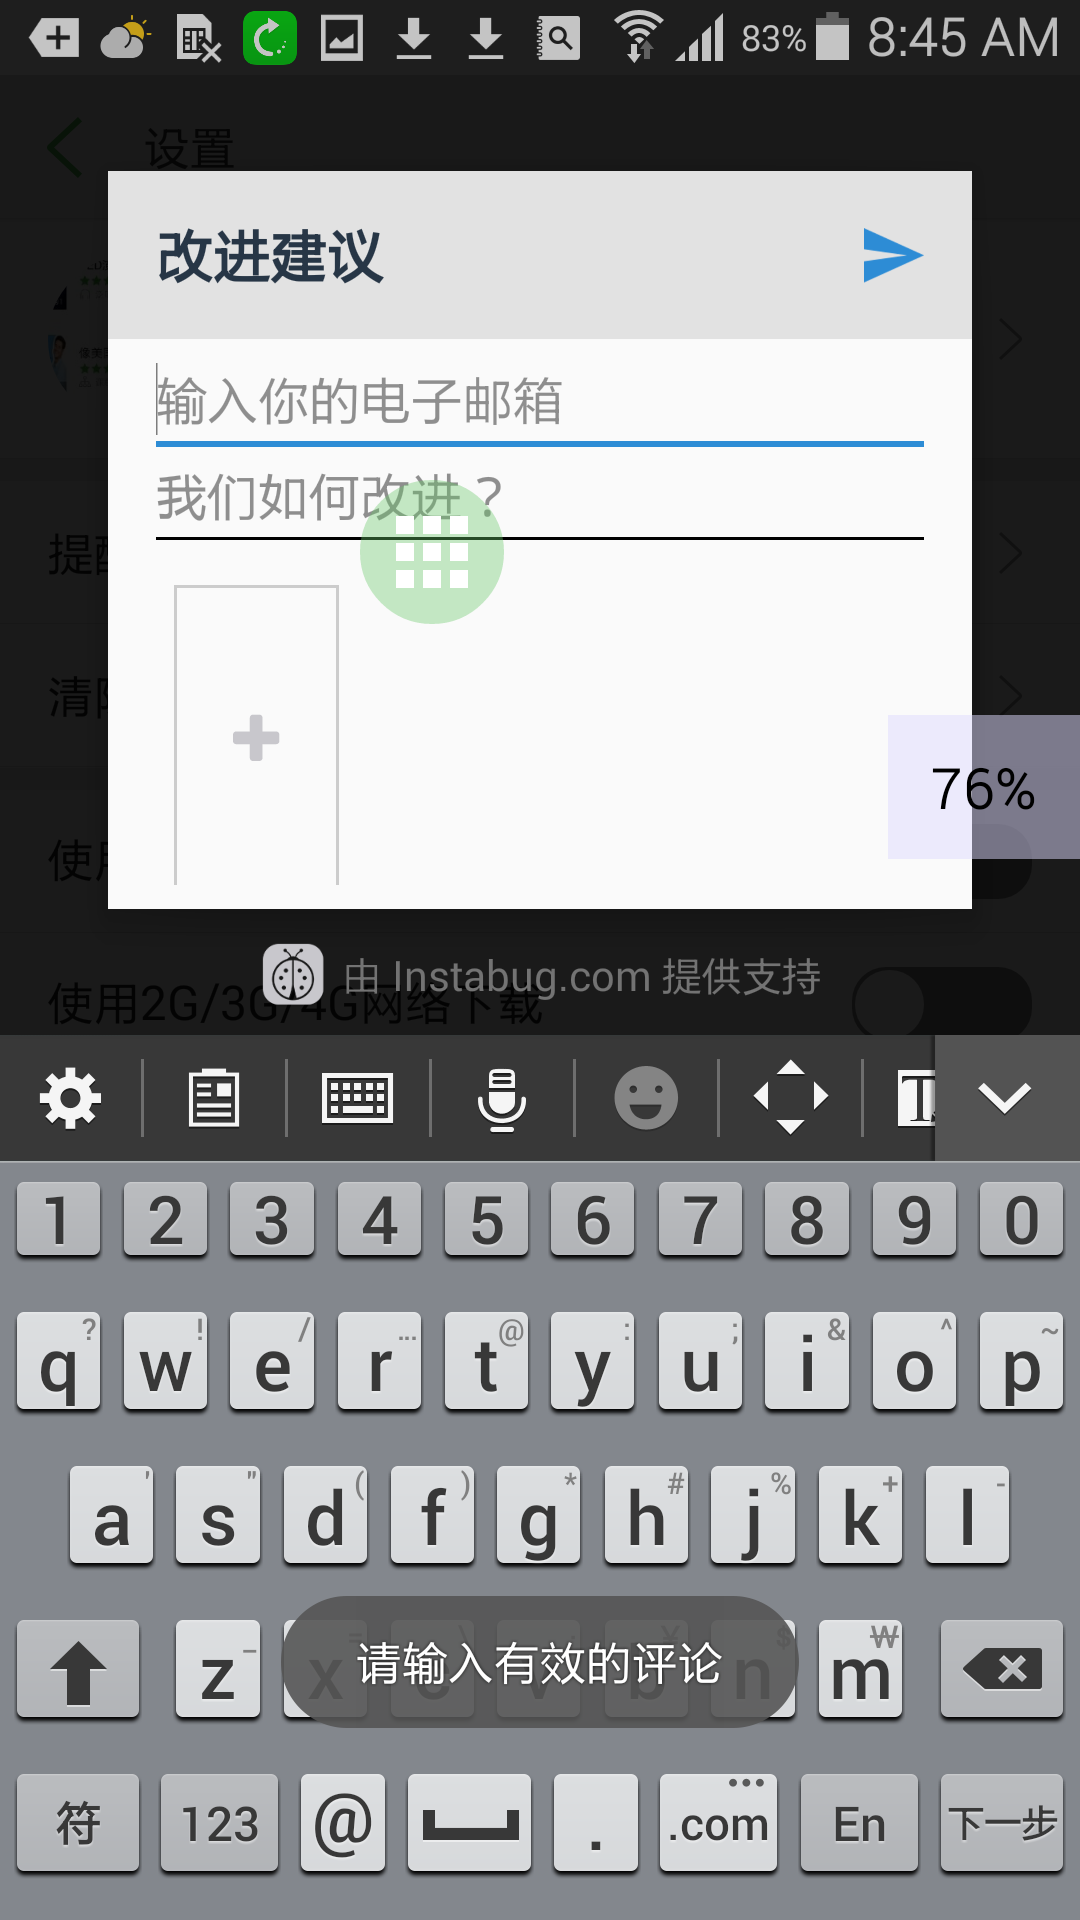 83% 8:45 AM
设置
改进建议
输入你的电子邮箱
我们如何改进？
提
清
76%
使
由 Instabug.com 提供支持
使用2G/3G/4G网络下载
1 2 3 4 5 6 7 8 9 0
? ! / ... @ : ; & ^ ~
q w e r t y u i o p
' " ( ) * # % + -
a s d f g h j k l
z x c v b n m
请输入有效的评论
符 123 @ . .com En 下一步